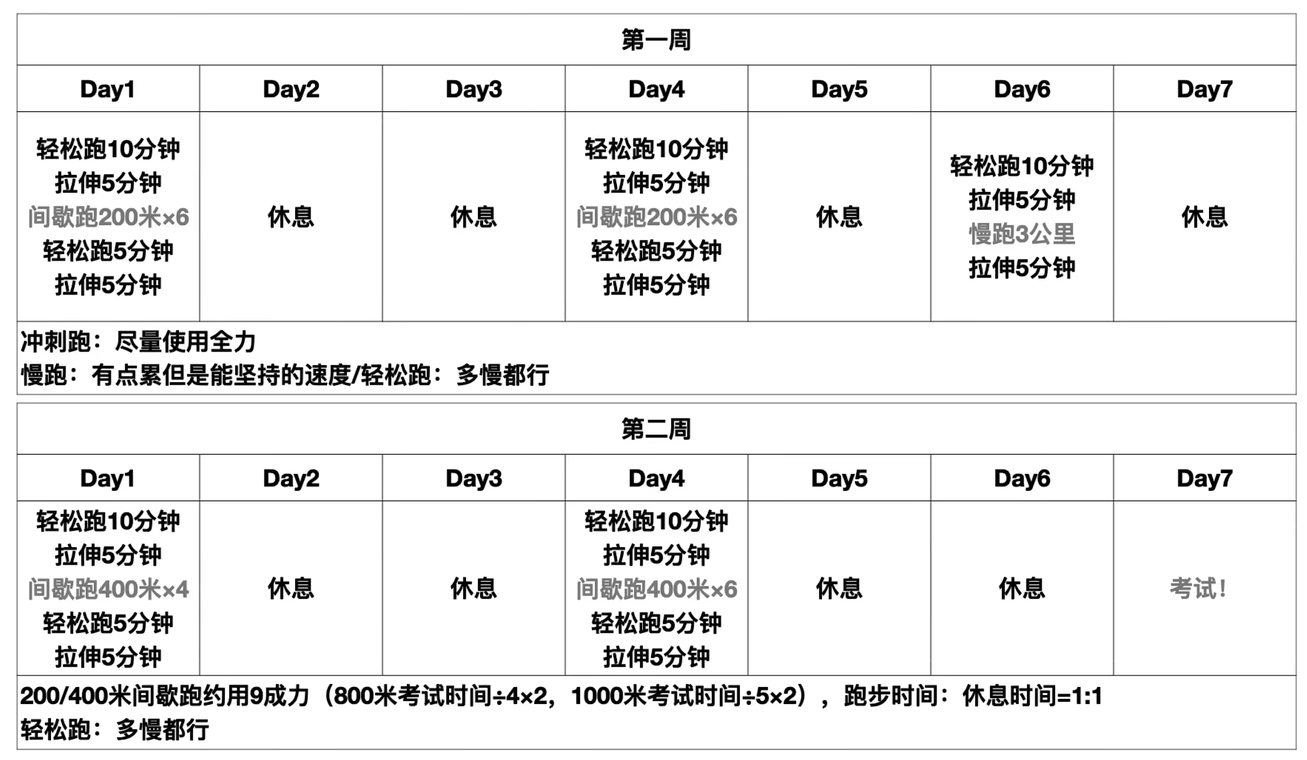 第一周
Day1 Day2 Day3 Day4 Day5 Day6 Day7
轻松跑10分钟
拉伸5分钟
间歇跑200米×6
轻松跑5分钟
拉伸5分钟
休息
休息
轻松跑10分钟
拉伸5分钟
间歇跑200米×6
轻松跑5分钟
拉伸5分钟
休息
轻松跑10分钟
拉伸5分钟
慢跑3公里
拉伸5分钟
休息
冲刺跑：尽量使用全力
慢跑：有点累但是能坚持的速度/轻松跑：多慢都行
第二周
Day1 Day2 Day3 Day4 Day5 Day6 Day7
轻松跑10分钟
拉伸5分钟
间歇跑400米×4
轻松跑5分钟
拉伸5分钟
休息
休息
轻松跑10分钟
拉伸5分钟
间歇跑400米×6
轻松跑5分钟
拉伸5分钟
休息
休息
考试！
200/400米间歇跑约用9成力（800米考试时间÷4×2，1000米考试时间÷5×2），跑步时间：休息时间=1:1
轻松跑：多慢都行